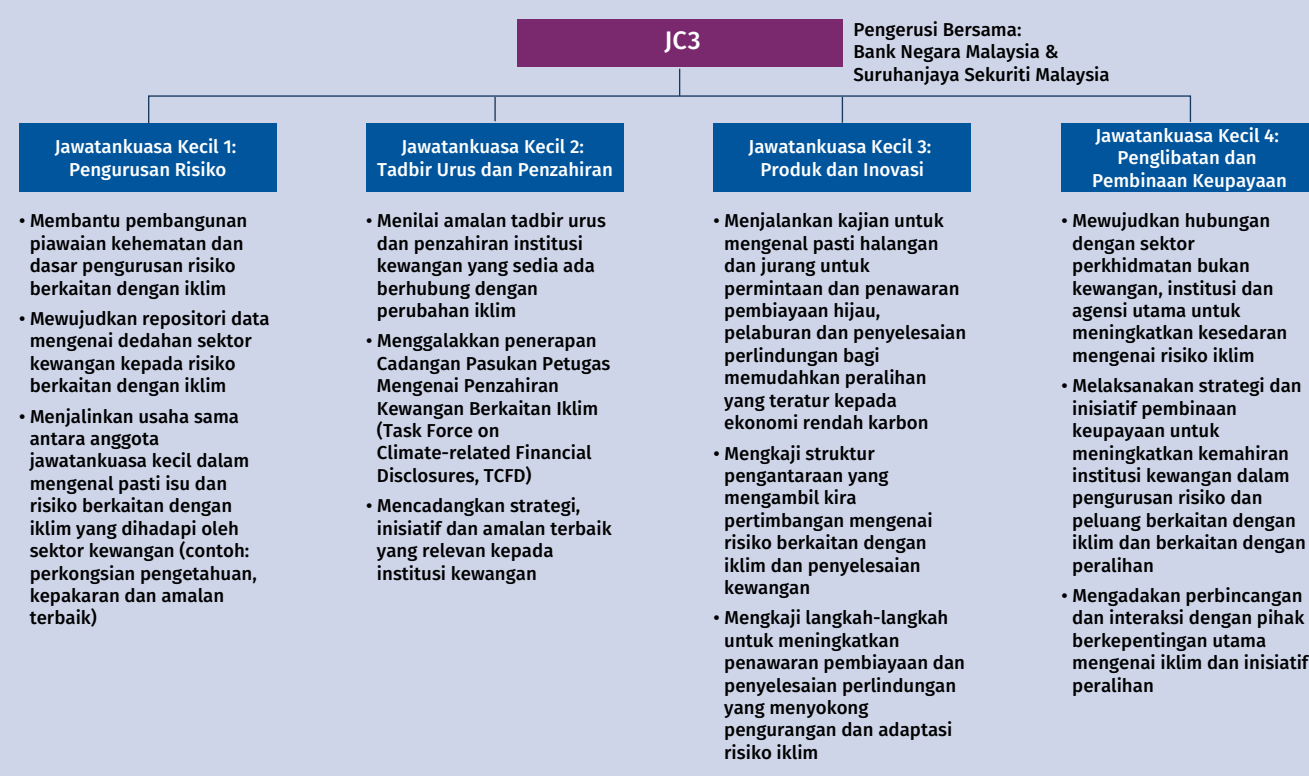 JC3
Pengerusi Bersama:
Bank Negara Malaysia &
Suruhanjaya Sekuriti Malaysia
Jawatankuasa Kecil 1:
Pengurusan Risiko
• Membantu pembangunan
piawaian kehematan dan
dasar pengurusan risiko
berkaitan dengan iklim
• Mewujudkan repositori data
mengenai dedahan sektor
kewangan kepada risiko
berkaitan dengan iklim
• Menjalinkan usaha sama
antara anggota
jawatankuasa kecil dalam
mengenal pasti isu dan
risiko berkaitan dengan
iklim yang dihadapi oleh
sektor kewangan (contoh:
perkongsian pengetahuan,
kepakaran dan amalan
terbaik)
Jawatankuasa Kecil 2:
Tadbir Urus dan Penzahiran
• Menilai amalan tadbir urus
dan penzahiran institusi
kewangan yang sedia ada
berhubung dengan
perubahan iklim
• Menggalakkan penerapan
Cadangan Pasukan Petugas
Mengenai Penzahiran
Kewangan Berkaitan Iklim
(Task Force on
Climate-related Financial
Disclosures, TCFD)
• Mencadangkan strategi,
inisiatif dan amalan terbaik
yang relevan kepada
institusi kewangan
Jawatankuasa Kecil 3:
Produk dan Inovasi
• Menjalankan kajian untuk
mengenal pasti halangan
dan jurang untuk
permintaan dan penawaran
pembiayaan hijau,
pelaburan dan penyelesaian
perlindungan bagi
memudahkan peralihan
yang teratur kepada
ekonomi rendah karbon
• Mengkaji struktur
pengantaraan yang
mengambil kira
pertimbangan mengenai
risiko berkaitan dengan
iklim dan penyelesaian
kewangan
• Mengkaji langkah-langkah
untuk meningkatkan
penawaran pembiayaan dan
penyelesaian perlindungan
yang menyokong
pengurangan dan adaptasi
risiko iklim
Jawatankuasa Kecil 4:
Penglibatan dan
Pembinaan Keupayaan
• Mewujudkan hubungan
dengan sektor
perkhidmatan bukan
kewangan, institusi dan
agensi utama untuk
meningkatkan kesedaran
mengenai risiko iklim
• Melaksanakan strategi dan
inisiatif pembinaan
keupayaan untuk
meningkatkan kemahiran
institusi kewangan dalam
pengurusan risiko dan
peluang berkaitan dengan
iklim dan berkaitan dengan
peralihan
• Mengadakan perbincangan
dan interaksi dengan pihak
berkepentingan utama
mengenai iklim dan inisiatif
peralihan